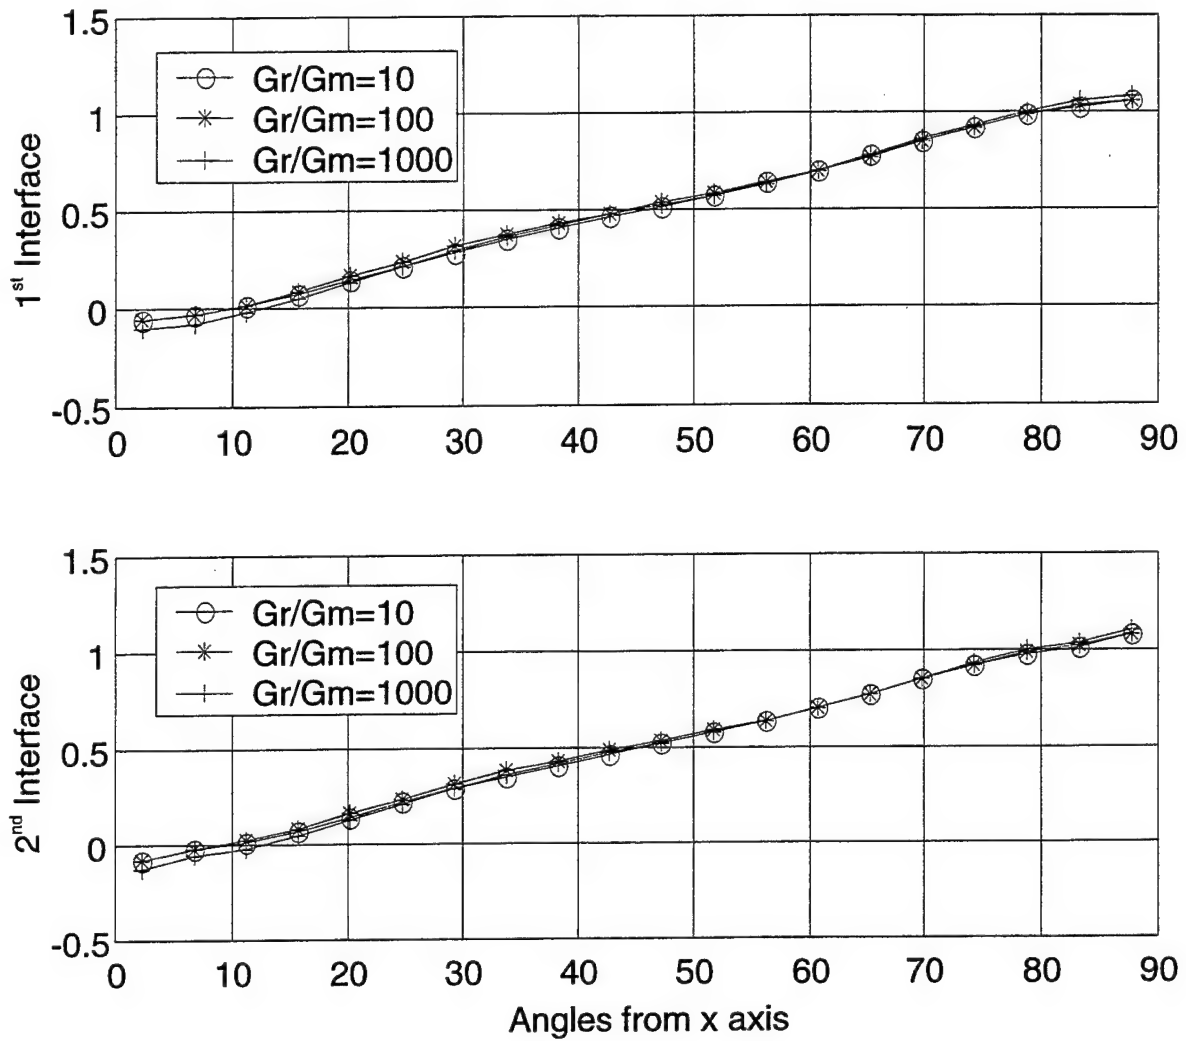 1.5
1
0.5
0
-0.5
1st Interface
Gr/Gm=10
Gr/Gm=100
Gr/Gm=1000
0 10 20 30 40 50 60 70 80 90
1.5
1
0.5
0
-0.5
2nd Interface
Gr/Gm=10
Gr/Gm=100
Gr/Gm=1000
0 10 20 30 40 50 60 70 80 90
Angles from x axis